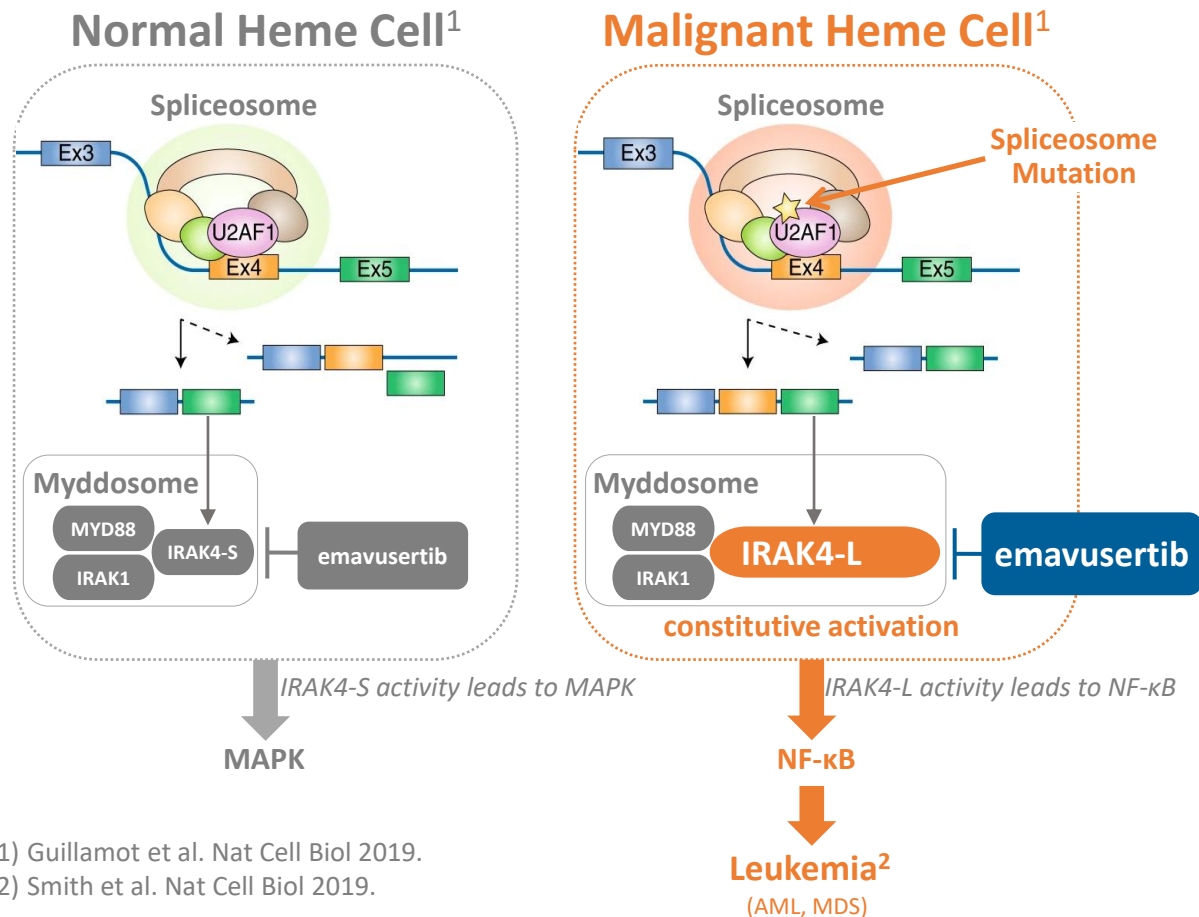 Normal Heme Cell1
Malignant Heme Cell1
Spliceosome
Ex3
U2AF1
Ex4
Ex5
Myddosome
MYD88
IRAK4-S
IRAK1
emavusertib
IRAK4-S activity leads to MAPK
MAPK
Spliceosome
Spliceosome
Mutation
Ex3
U2AF1
Ex4
Ex5
Myddosome
MYD88
IRAK4-L
IRAK1
emavusertib
constitutive activation
IRAK4-L activity leads to NF-κB
NF-κB
Leukemia2
(AML, MDS)
1) Guillamot et al. Nat Cell Biol 2019.
2) Smith et al. Nat Cell Biol 2019.